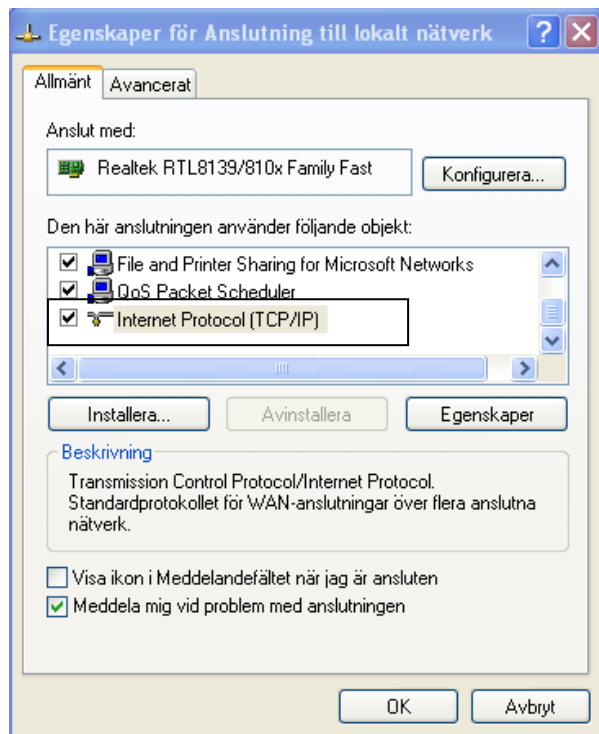 Egenskaper för Anslutning till lokalt nätverk
Allmänt
Avancerat
Anslut med:
Realtek RTL8139/810x Family Fast
Konfigurera...
Den här anslutningen använder följande objekt:
File and Printer Sharing for Microsoft Networks
QoS Packet Scheduler
Internet Protocol (TCP/IP)
Installera...
Avinstallera
Egenskaper
Beskrivning
Transmission Control Protocol/Internet Protocol.
Standardprotokollet för WAN-anslutningar över flera anslutna
nätverk.
Visa ikon i Meddelandefältet när jag är ansluten
Meddela mig vid problem med anslutningen
OK
Avbryt